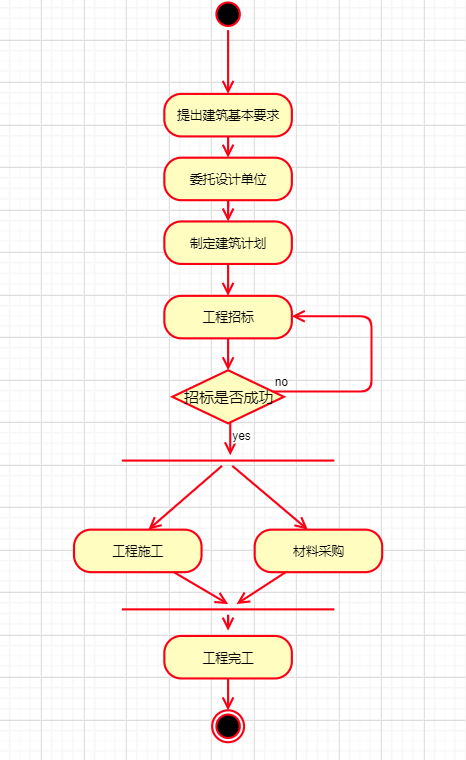 提出建筑基本要求
委托设计单位
制定建筑计划
工程招标
no
招标是否成功
yes
工程施工
材料采购
工程完工